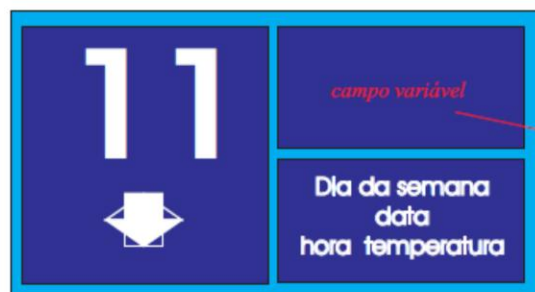 11
campo variável
Dia da semana
data
hora temperatura